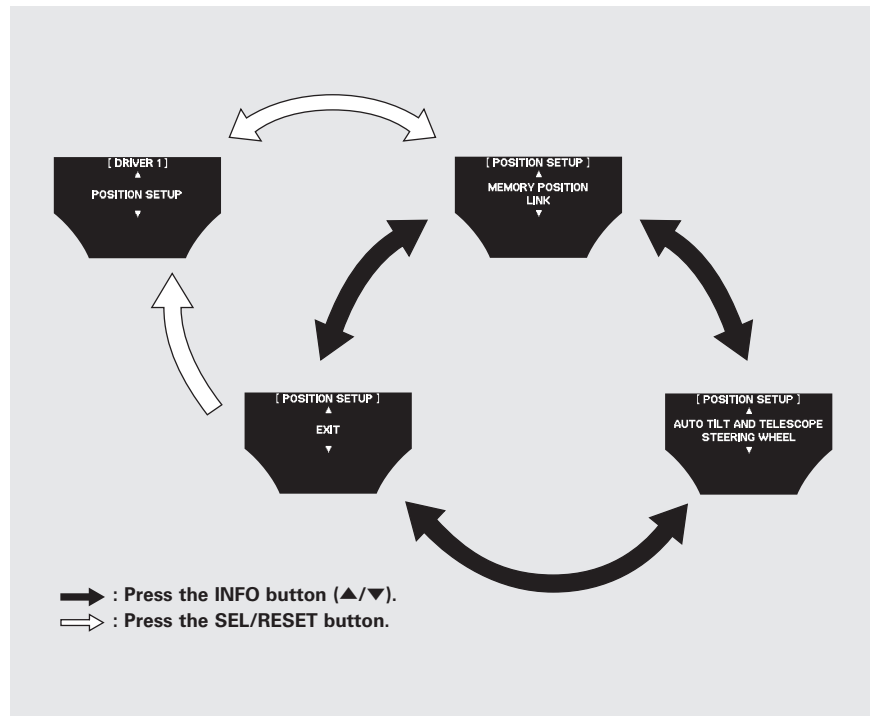 [ DRIVER 1 ]
▲
POSITION SETUP
▼
[ POSITION SETUP ]
▲
MEMORY POSITION
LINK
▼
[ POSITION SETUP ]
▲
EXIT
▼
[ POSITION SETUP ]
▲
AUTO TILT AND TELESCOPE
STEERING WHEEL
▼
: Press the INFO button (▲/▼).
: Press the SEL/RESET button.